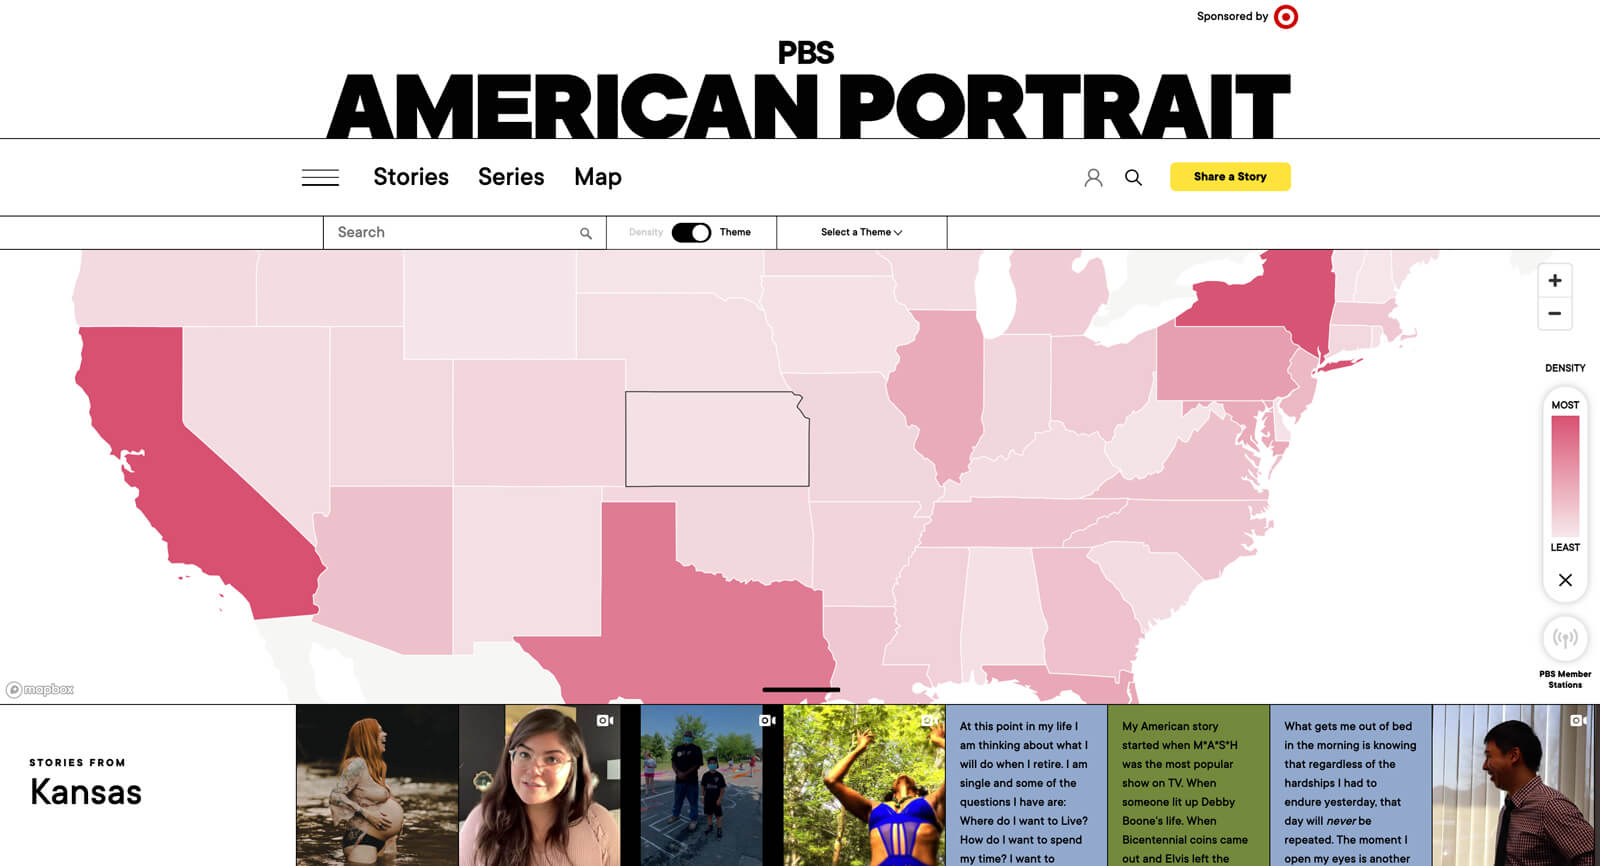 Sponsored by
PBS
AMERICAN PORTRAIT
Stories
Series
Map
Share a Story
Search
Density
Theme
Select a Theme
DENSITY
MOST
LEAST
PBS Member
Stations
mapbox
STORIES FROM
Kansas
At this point in my life I
am thinking about what I
will do when I retire. I am
single and some of the
questions I have are:
Where do I want to Live?
How do I want to spend
my time? I want to
My American story
started when M*A*S*H
was the most popular
show on TV. When
someone lit up Debby
Boone's life. When
Bicentennial coins came
out and Elvis left the
What gets me out of bed
in the morning is knowing
that regardless of the
hardships I had to
endure yesterday, that
day will never be
repeated. The moment I
open my eyes is another